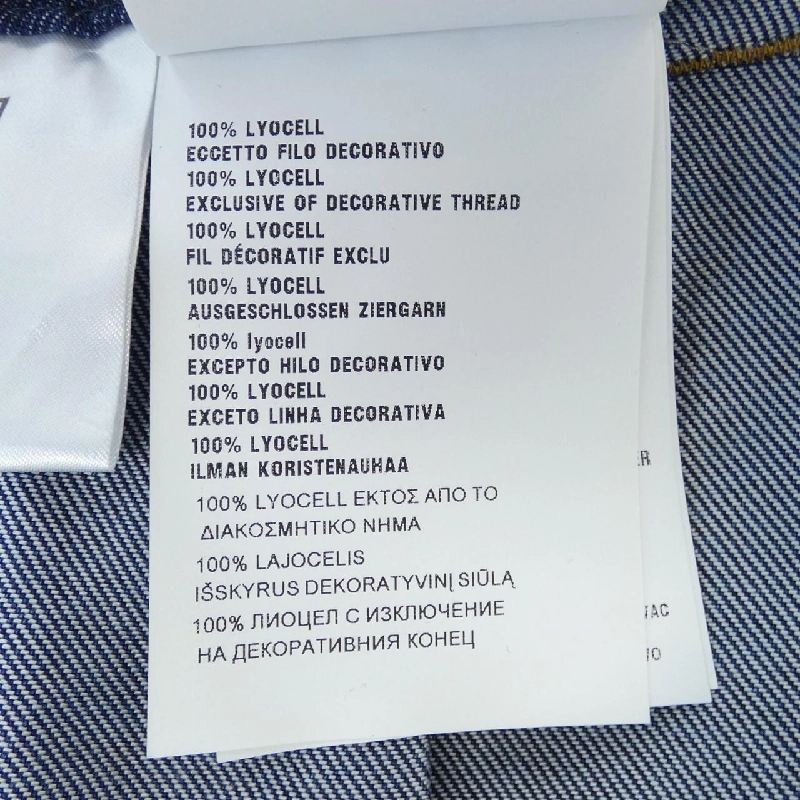 100% LYOCELL
ECCETTO FILO DECORATIVO
100% LYOCELL
EXCLUSIVE OF DECORATIVE THREAD
100% LYOCELL
FIL DÉCORATIF EXCLU
100% LYOCELL
AUSGESCHLOSSEN ZIERGARN
100% lyocell
EXCEPTO HILO DECORATIVO
100% LYOCELL
EXCETO LINHA DECORATIVA
100% LYOCELL
ILMAN KORISTENAUHAA
100% LYOCELL ΕΚΤΟΣ ΑΠΟ ΤΟ
ΔΙΑΚΟΣΜΗΤΙΚΟ ΝΗΜΑ
100% LAJOCELIS
IŠSKYRUS DEKORATYVINĮ SIŪLĄ
100% ЛИОЦЕЛ С ИЗКЛЮЧЕНИЕ
НА ДЕКОРАТИВНИЯ КОНЕЦ